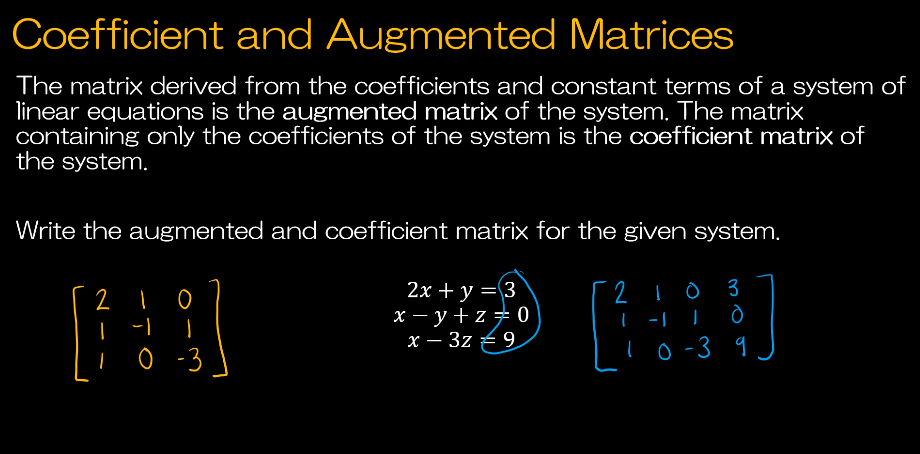 Coefficient and Augmented Matrices
The matrix derived from the coefficients and constant terms of a system of
linear equations is the augmented matrix of the system. The matrix
containing only the coefficients of the system is the coefficient matrix of
the system.
Write the augmented and coefficient matrix for the given system.
2 1 0
1 -1 1
1 0 -3
2x + y = 3
x − y + z = 0
x − 3z = 9
2 1 0 3
1 -1 1 0
1 0 -3 9